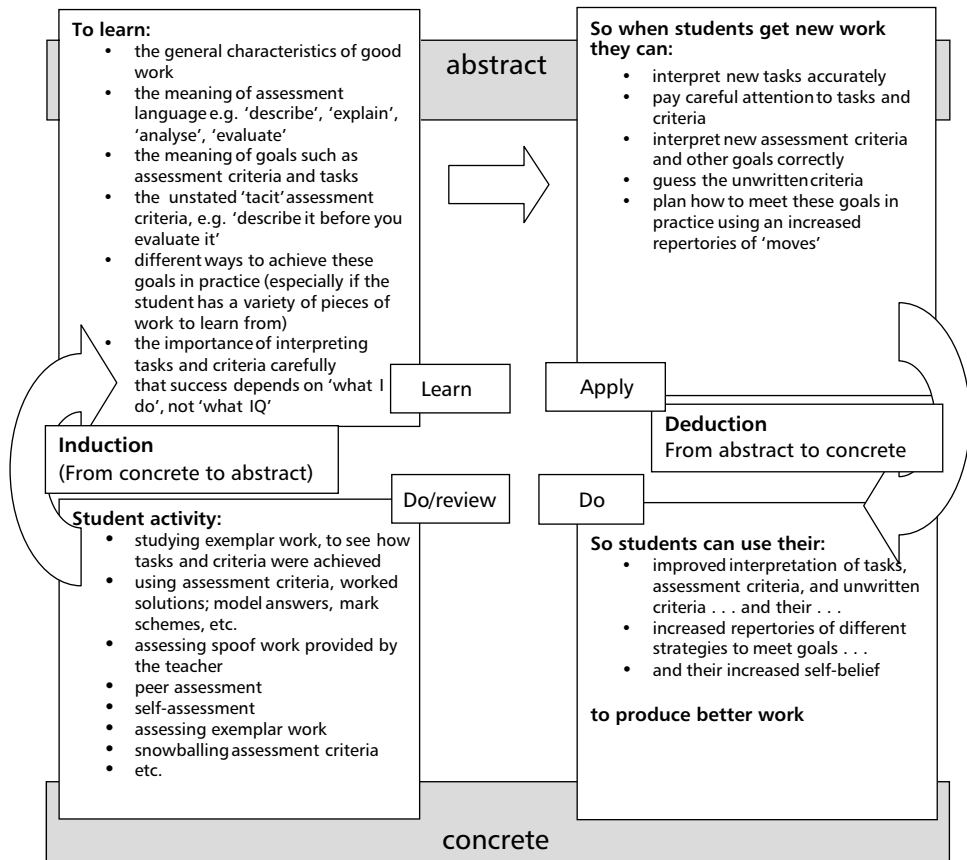 abstract
To learn:
• the general characteristics of good
work
• the meaning of assessment
language e.g. ‘describe’, ‘explain’,
‘analyse’, ‘evaluate’
• the meaning of goals such as
assessment criteria and tasks
• the unstated ‘tacit’ assessment
criteria, e.g. ‘describe it before you
evaluate it’
• different ways to achieve these
goals in practice (especially if the
student has a variety of pieces of
work to learn from)
• the importance of interpreting
tasks and criteria carefully
that success depends on ‘what I
do’, not ‘what IQ’
Learn
So when students get new work
they can:
• interpret new tasks accurately
• pay careful attention to tasks and
criteria
• interpret new assessment criteria
and other goals correctly
• guess the unwritten criteria
• plan how to meet these goals in
practice using an increased
repertories of ‘moves’
Apply
Induction
(From concrete to abstract)
Deduction
From abstract to concrete
Do/review
Do
Student activity:
• studying exemplar work, to see how
tasks and criteria were achieved
• using assessment criteria, worked
solutions; model answers, mark
schemes, etc.
• assessing spoof work provided by
the teacher
• peer assessment
• self-assessment
• assessing exemplar work
• snowballing assessment criteria
• etc.
So students can use their:
• improved interpretation of tasks,
assessment criteria, and unwritten
criteria . . . and their . . .
• increased repertories of different
strategies to meet goals . . .
• and their increased self-belief
to produce better work
concrete